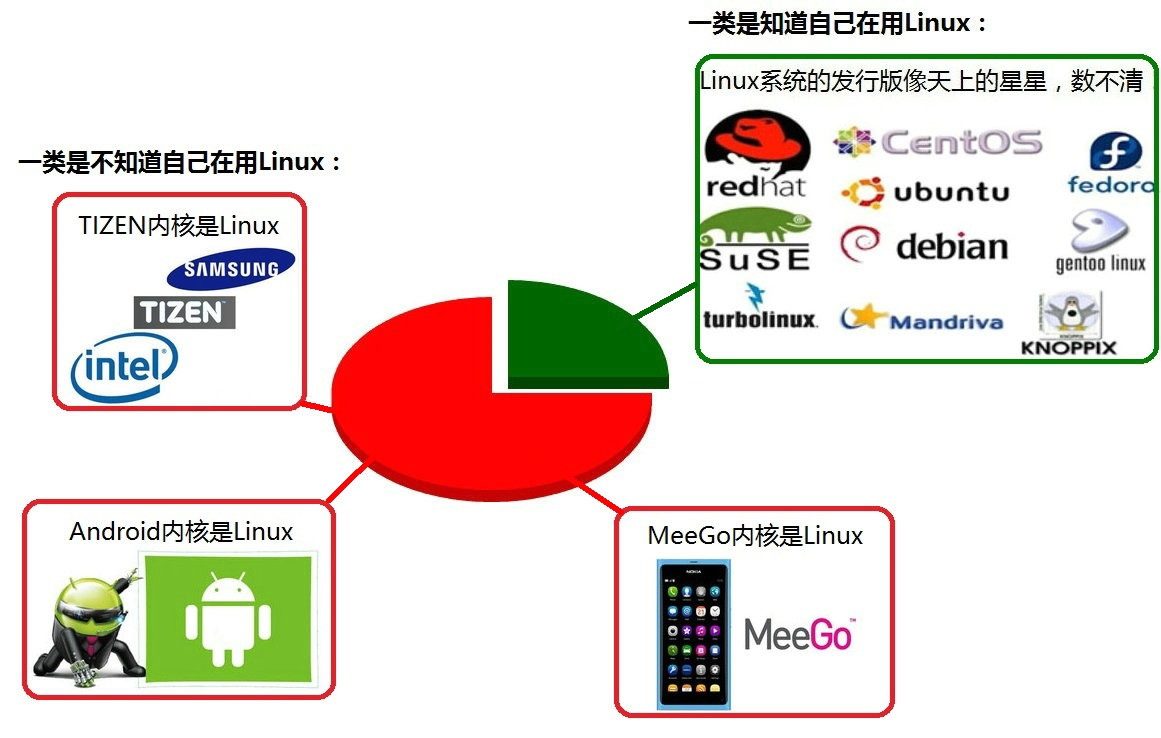 一类是知道自己在用Linux：
Linux系统的发行版像天上的星星，数不清
redhat
CentOS
fedora
ubuntu
SuSE
debian
gentoo linux
turbolinux
Mandriva
KNOPPIX
一类是不知道自己在用Linux：
TIZEN内核是Linux
SAMSUNG
TIZEN™
intel®
Android内核是Linux
MeeGo内核是Linux
NOKIA
MeeGo™